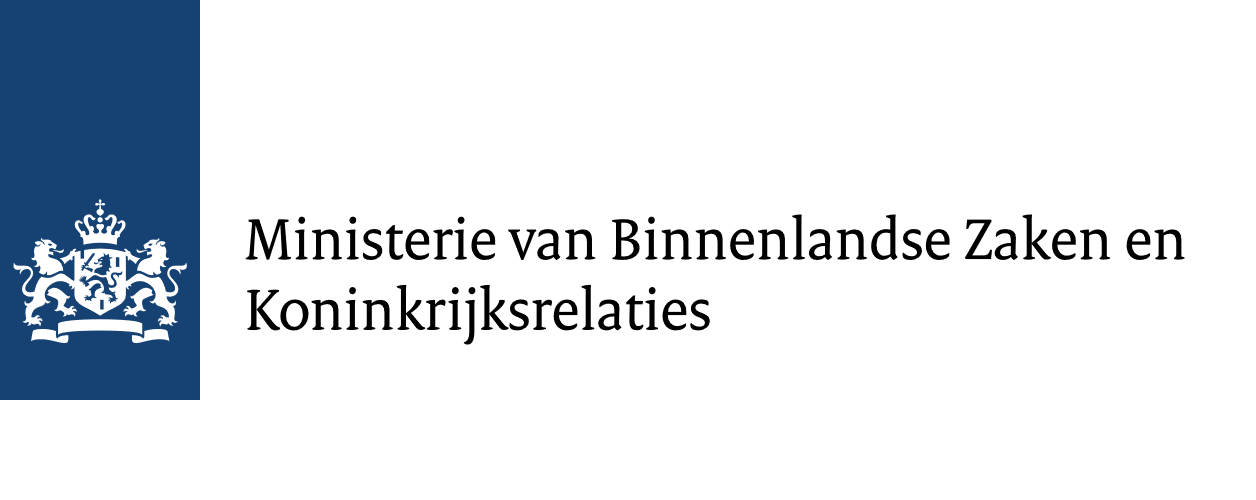 Ministerie van Binnenlandse Zaken en
Koninkrijksrelaties